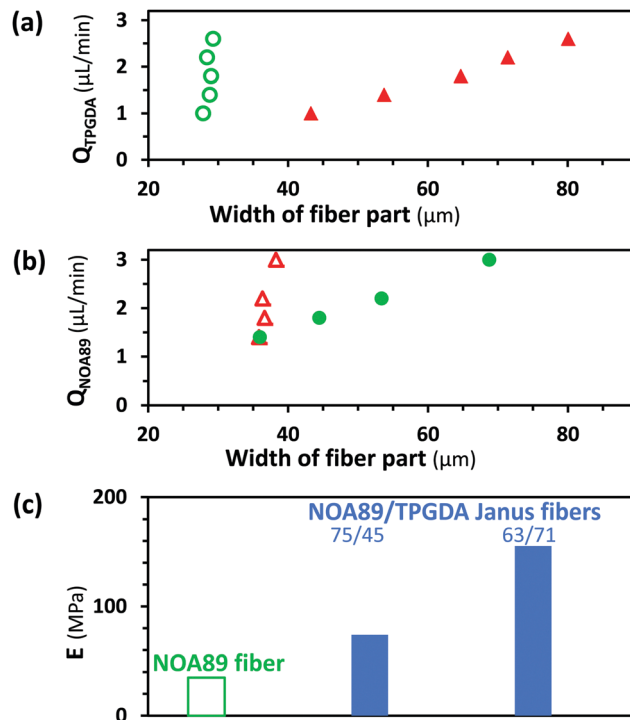 (a)
3
2
1
0
Q_TPGDA (µL/min)
20 40 60 80
Width of fiber part (µm)
(b)
3
2
1
0
Q_NOA89 (µL/min)
20 40 60 80
Width of fiber part (µm)
(c)
200
100
0
E (MPa)
NOA89/TPGDA Janus fibers
75/45 63/71
NOA89 fiber